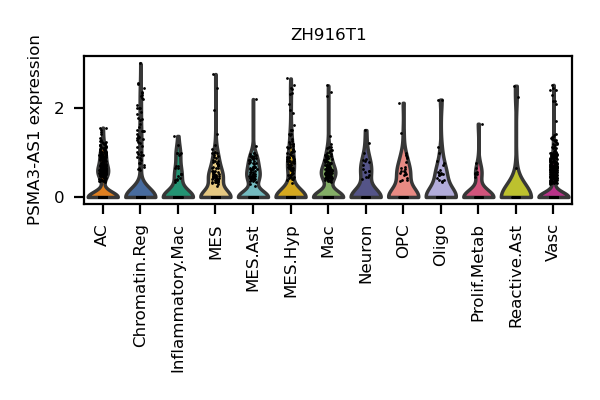 ZH916T1
PSMA3-AS1 expression
2
0
AC
Chromatin.Reg
Inflammatory.Mac
MES
MES.Ast
MES.Hyp
Mac
Neuron
OPC
Oligo
Prolif.Metab
Reactive.Ast
Vasc